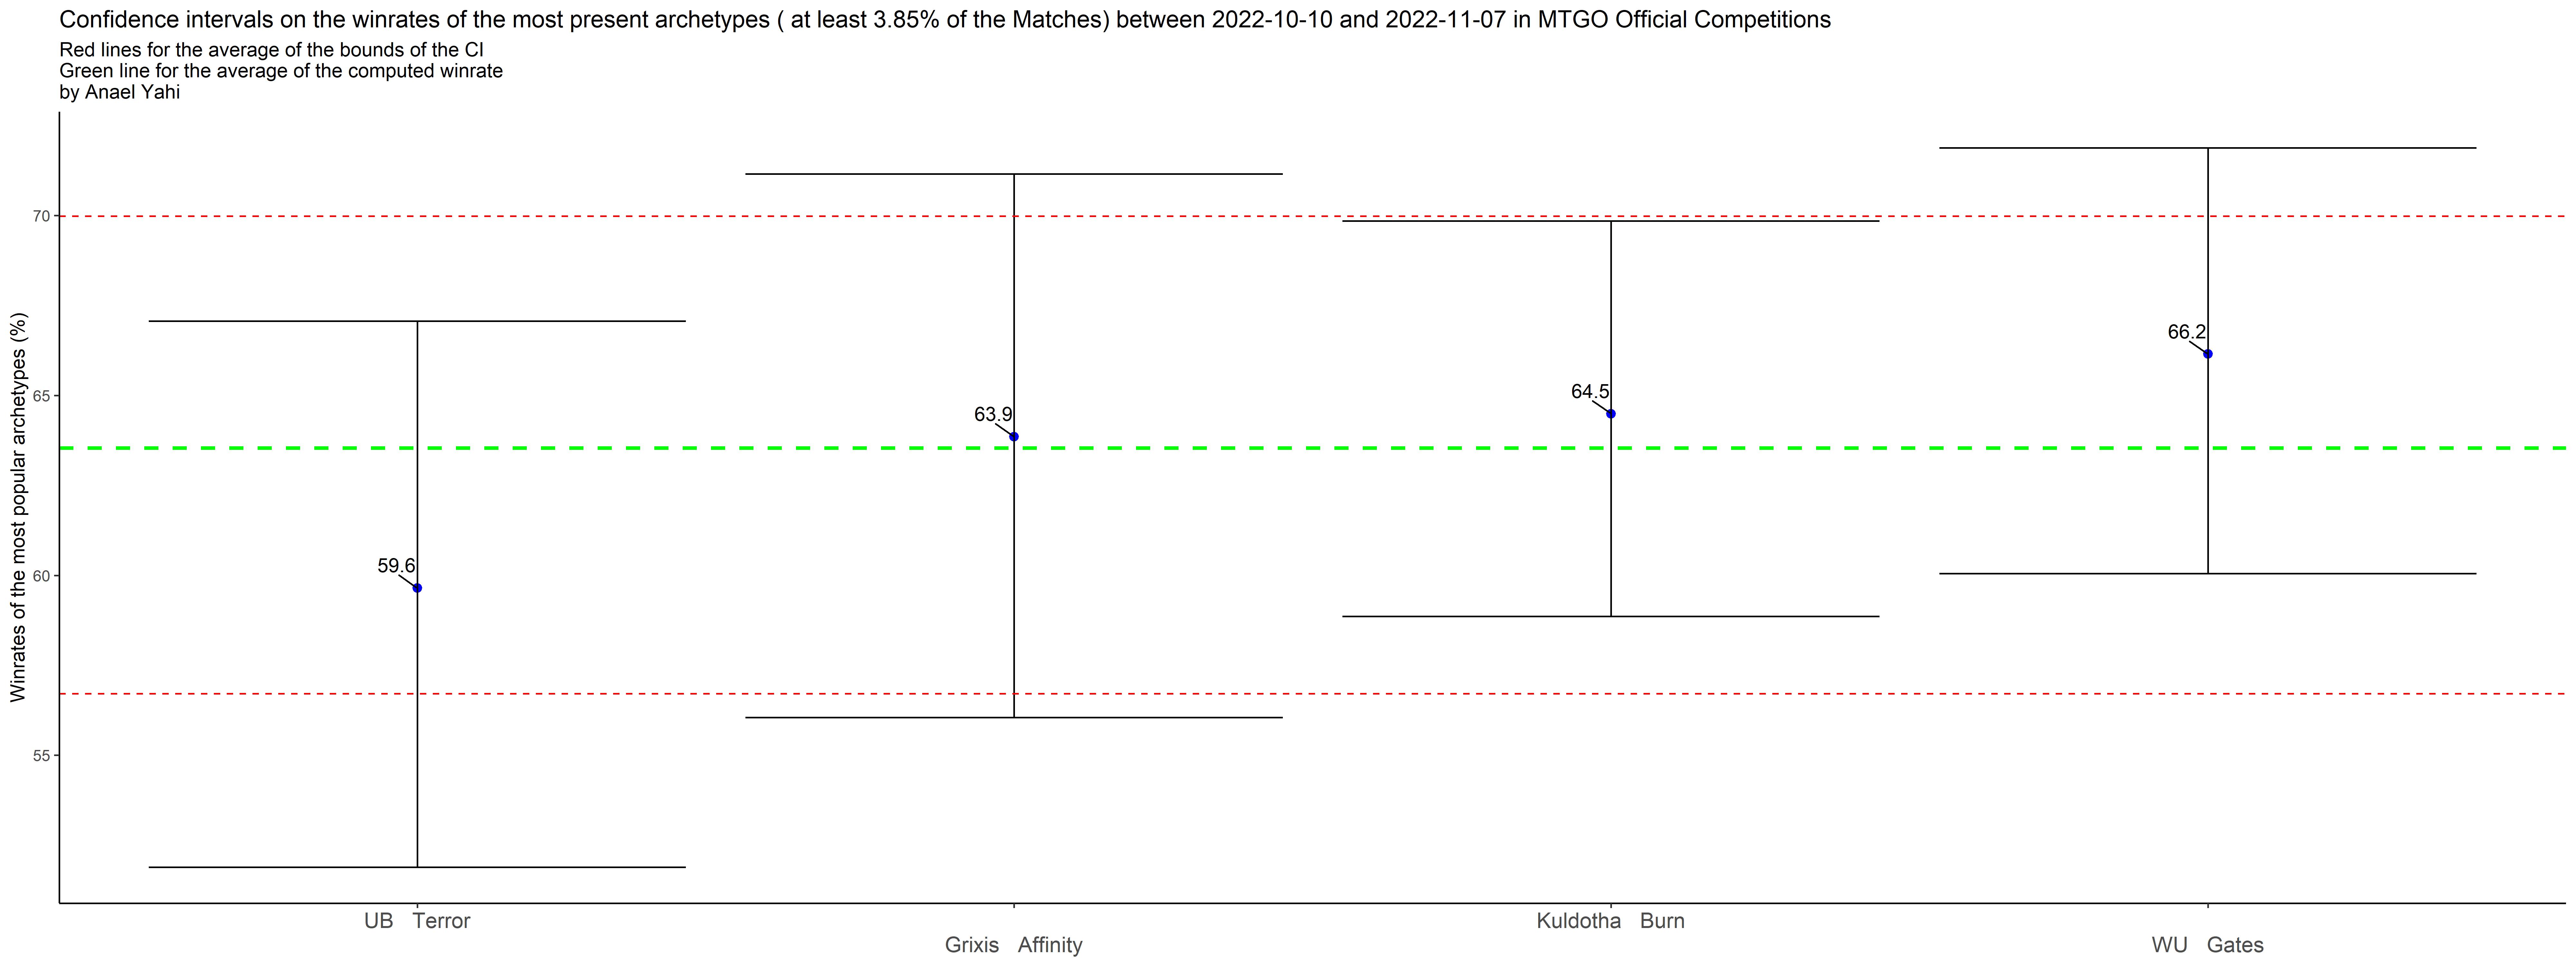 Confidence intervals on the winrates of the most present archetypes ( at least 3.85% of the Matches) between 2022-10-10 and 2022-11-07 in MTGO Official Competitions
Red lines for the average of the bounds of the CI
Green line for the average of the computed winrate
by Anael Yahi
Winrates of the most popular archetypes (%)
70
65
60
55
59.6
63.9
64.5
66.2
UB Terror
Grixis Affinity
Kuldotha Burn
WU Gates